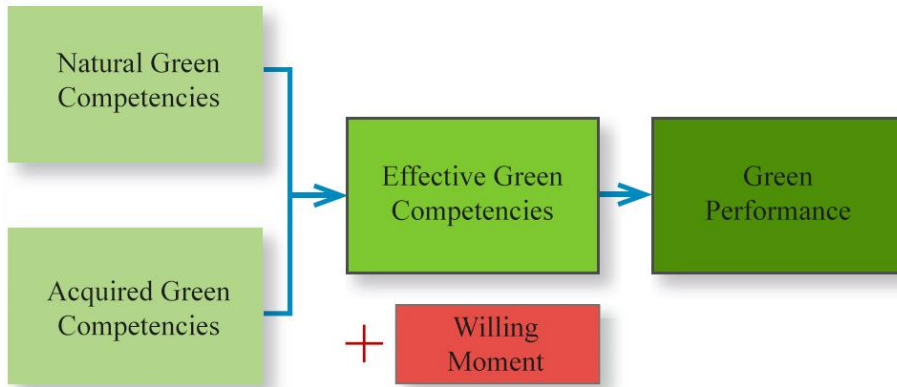 Natural Green
Competencies
Acquired Green
Competencies
Effective Green
Competencies
+ Willing
Moment
Green
Performance